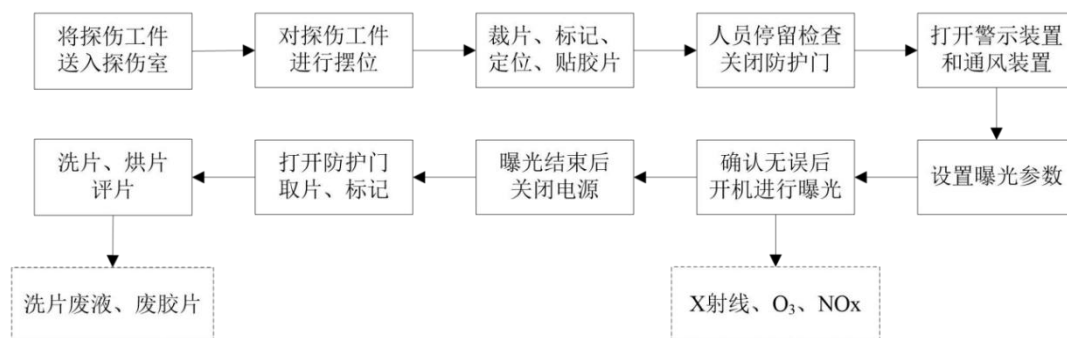 将探伤工件
送入探伤室
对探伤工件
进行摆位
裁片、标记、
定位、贴胶片
人员停留检查
关闭防护门
打开警示装置
和通风装置
设置曝光参数
确认无误后
开机进行曝光
曝光结束后
关闭电源
打开防护门
取片、标记
洗片、烘片
评片
洗片废液、废胶片
X射线、O₃、NOx